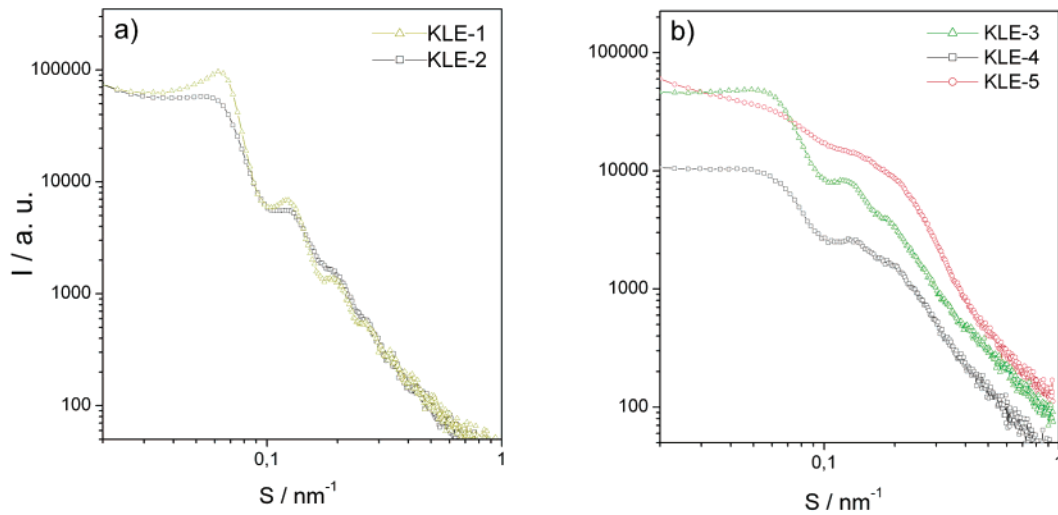 a)
KLE-1
KLE-2
100000
10000
1000
100
0,1
1
I / a. u.
S / nm⁻¹
b)
KLE-3
KLE-4
KLE-5
100000
10000
1000
100
0,1
1
S / nm⁻¹